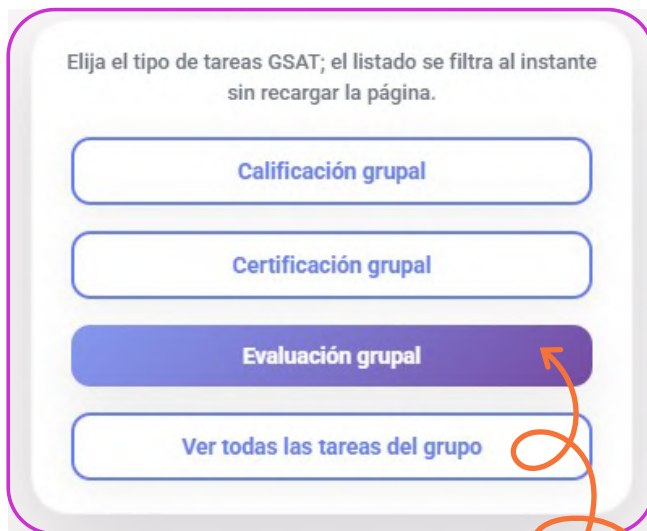 Elija el tipo de tareas GSAT; el listado se filtra al instante
sin recargar la página.
Calificación grupal
Certificación grupal
Evaluación grupal
Ver todas las tareas del grupo